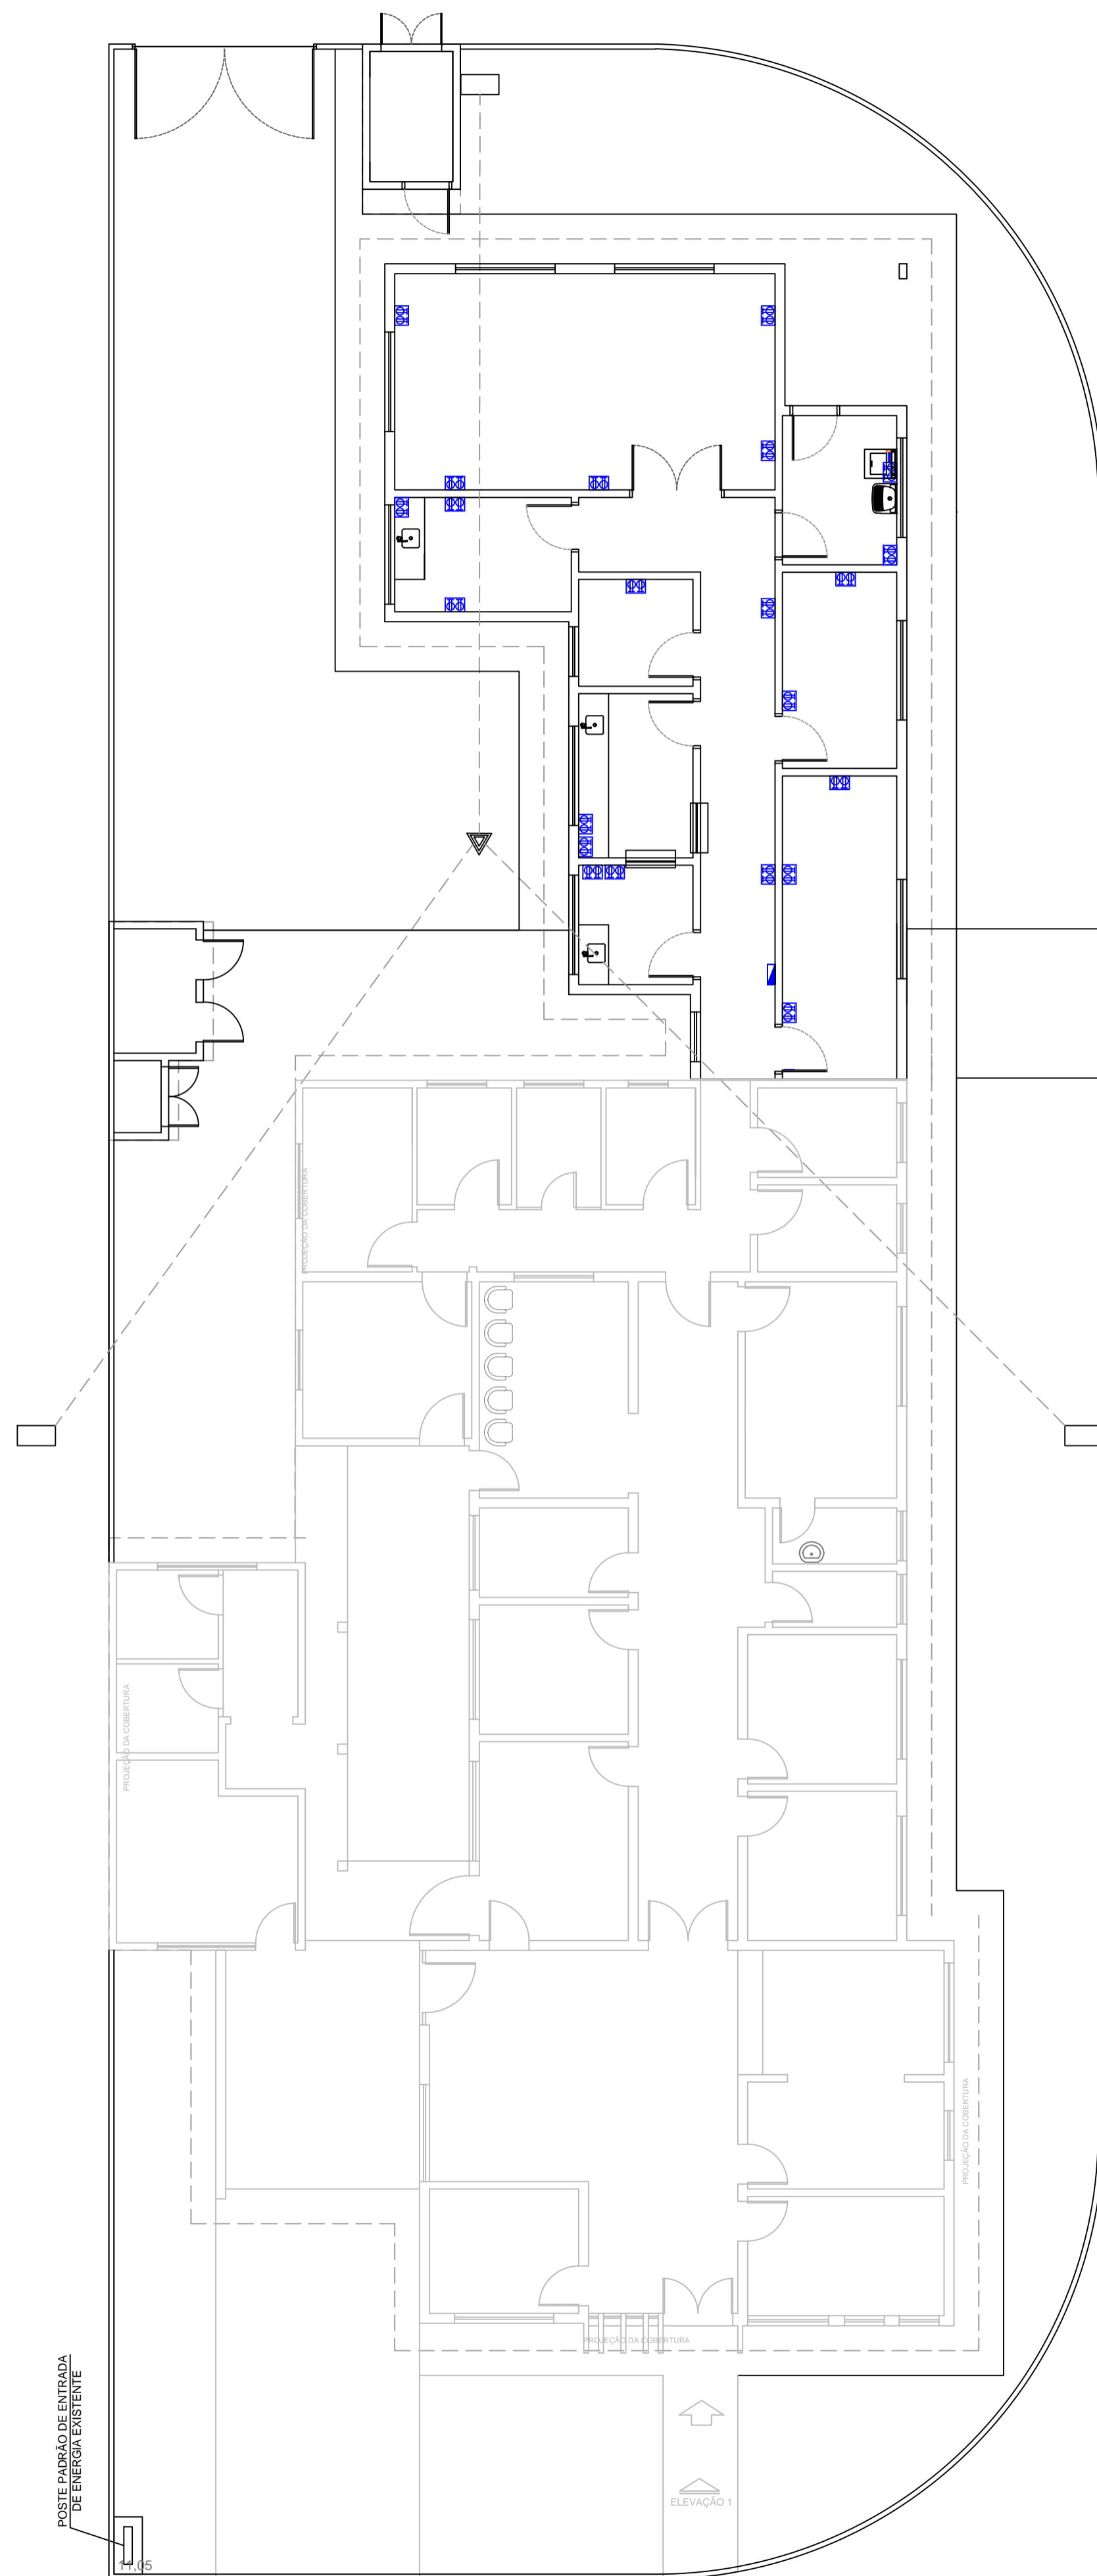 PROJEÇÃO DA COBERTURA
PROJEÇÃO DA COBERTURA
PROJEÇÃO DA COBERTURA
PROJEÇÃO DA COBERTURA
POSTE PADRÃO DE ENTRADA
DE ENERGIA EXISTENTE
ELEVAÇÃO 1
11,05